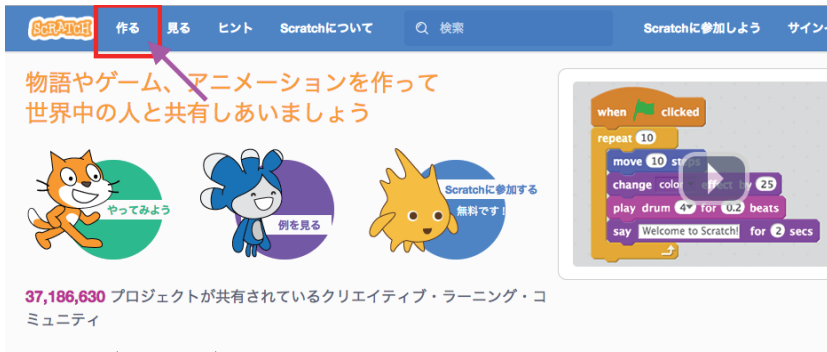 SCRATCH 作る 見る ヒント Scratchについて 検索 Scratchに参加しよう サイン
物語やゲーム、アニメーションを作って
世界中の人と共有しあいましょう
やってみよう
例を見る
Scratchに参加する
無料です!
when clicked
repeat 10
move 10 steps
change color effect by 25
play drum 4 for 0.2 beats
say Welcome to Scratch! for 2 secs
37,186,630 プロジェクトが共有されているクリエイティブ・ラーニング・コ
ミュニティ